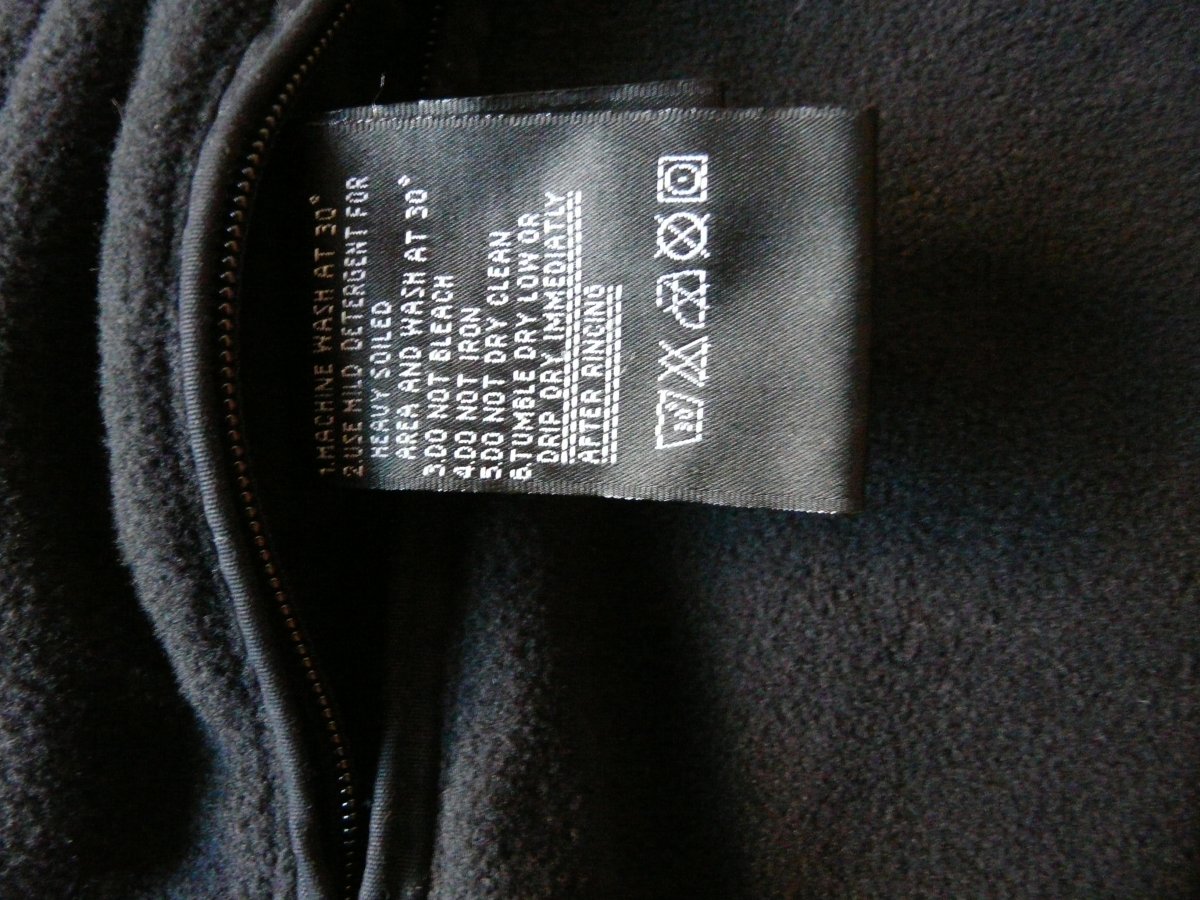 1.MACHINE WASH AT 30°
2.USE MILD DETERGENT FOR
HEAVY SOILED
AREA AND WASH AT 30°
3.DO NOT BLEACH
4.DO NOT IRON
5.DO NOT DRY CLEAN
6.TUMBLE DRY LOW OR
DRIP DRY IMMEDIATLY
AFTER RINCING
30